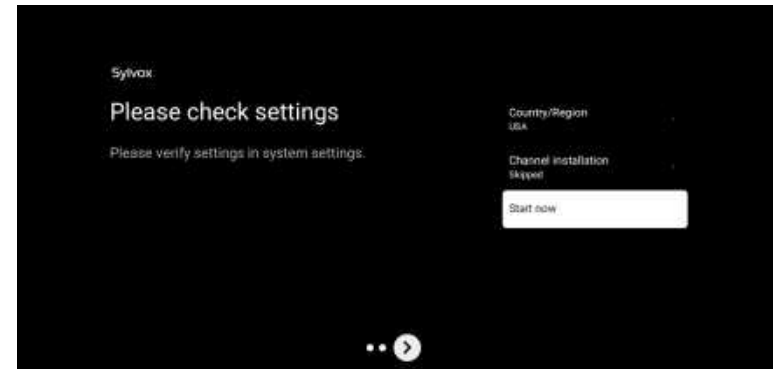 Sylvox
Please check settings
Please verify settings in system settings.
Country/Region
USA
Channel installation
Skipped
Start now